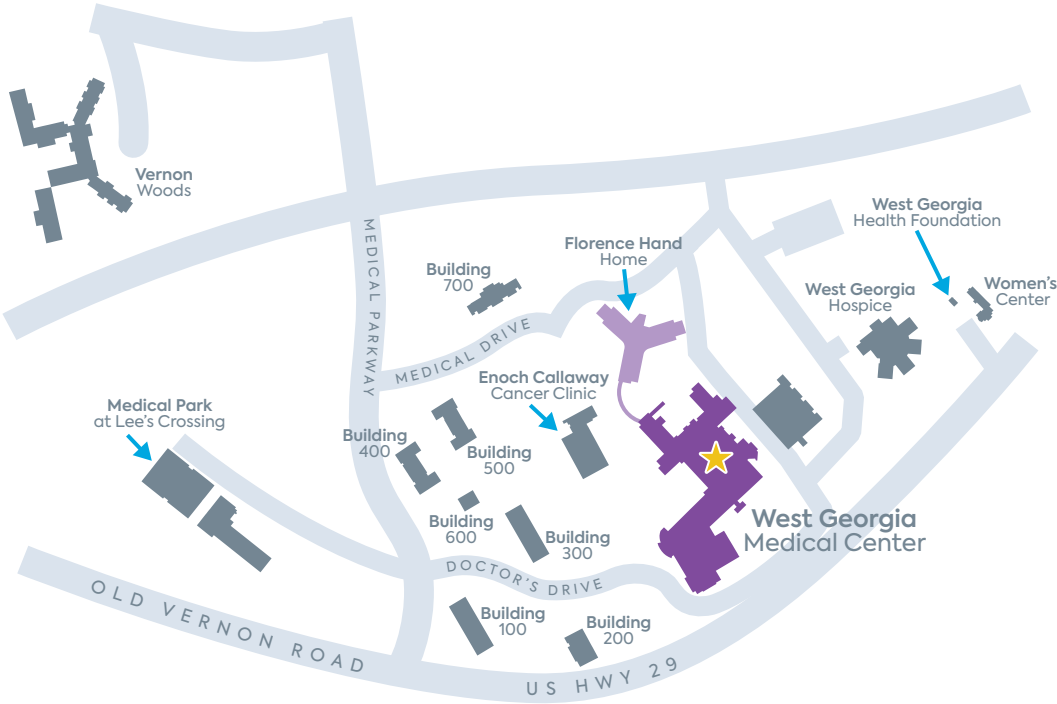 Vernon
Woods
West Georgia
Health Foundation
Florence Hand
Home
Building
700
West Georgia
Hospice
Women's
Center
MEDICAL PARKWAY
MEDICAL DRIVE
Enoch Callaway
Cancer Clinic
Medical Park
at Lee's Crossing
Building
400
Building
500
Building
600
Building
300
West Georgia
Medical Center
DOCTOR'S DRIVE
Building
100
Building
200
OLD VERNON ROAD
US HWY 29